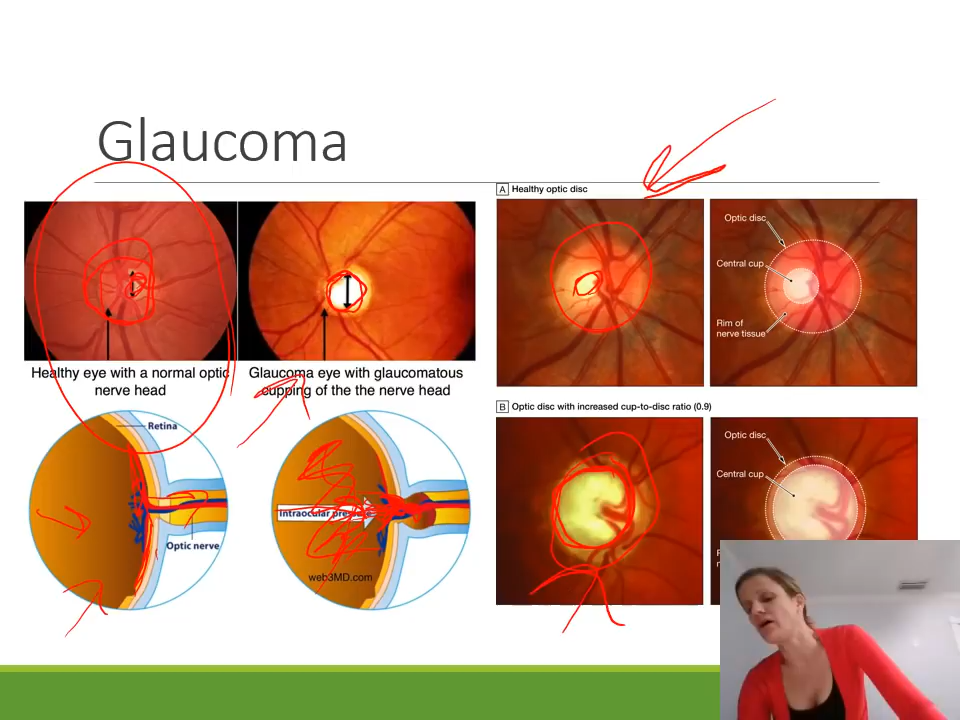 Glaucoma
Healthy eye with a normal optic
nerve head
Glaucoma eye with glaucomatous
cupping of the the nerve head
Retina
Optic nerve
Intraocular
web3MD.com
A Healthy optic disc
Optic disc
Central cup
Rim of
nerve tissue
B Optic disc with increased cup-to-disc ratio (0.9)
Optic disc
Central cup